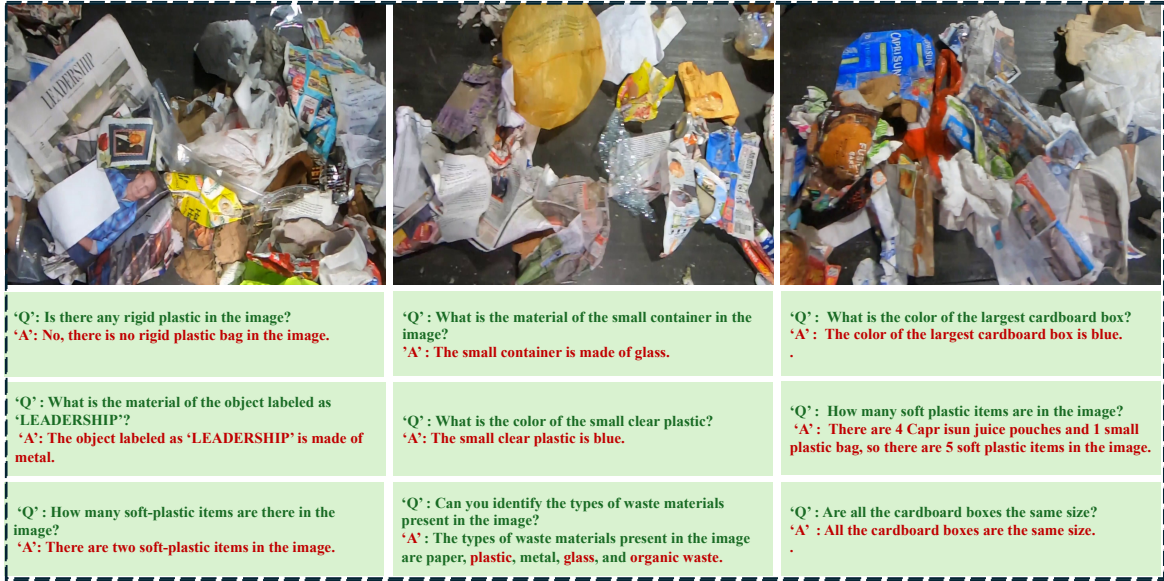 LEADERSHIP
CAPRISUN
‘Q’: Is there any rigid plastic in the image?
‘A’: No, there is no rigid plastic bag in the image.
‘Q’ : What is the material of the small container in the
image?
’A’ : The small container is made of glass.
‘Q’ :  What is the color of the largest cardboard box?
‘A’ :  The color of the largest cardboard box is blue.
.
‘Q’ : What is the material of the object labeled as
‘LEADERSHIP’?
‘A’: The object labeled as ‘LEADERSHIP’ is made of
metal.
‘Q’ : What is the color of the small clear plastic?
‘A’: The small clear plastic is blue.
‘Q’ :  How many soft plastic items are in the image?
‘A’ :  There are 4 Capr isun juice pouches and 1 small
plastic bag, so there are 5 soft plastic items in the image.
‘Q’ : How many soft-plastic items are there in the
image?
‘A’: There are two soft-plastic items in the image.
‘Q’ : Can you identify the types of waste materials
present in the image?
‘A’ : The types of waste materials present in the image
are paper, plastic, metal, glass, and organic waste.
‘Q’ : Are all the cardboard boxes the same size?
‘A’  : All the cardboard boxes are the same size.
.